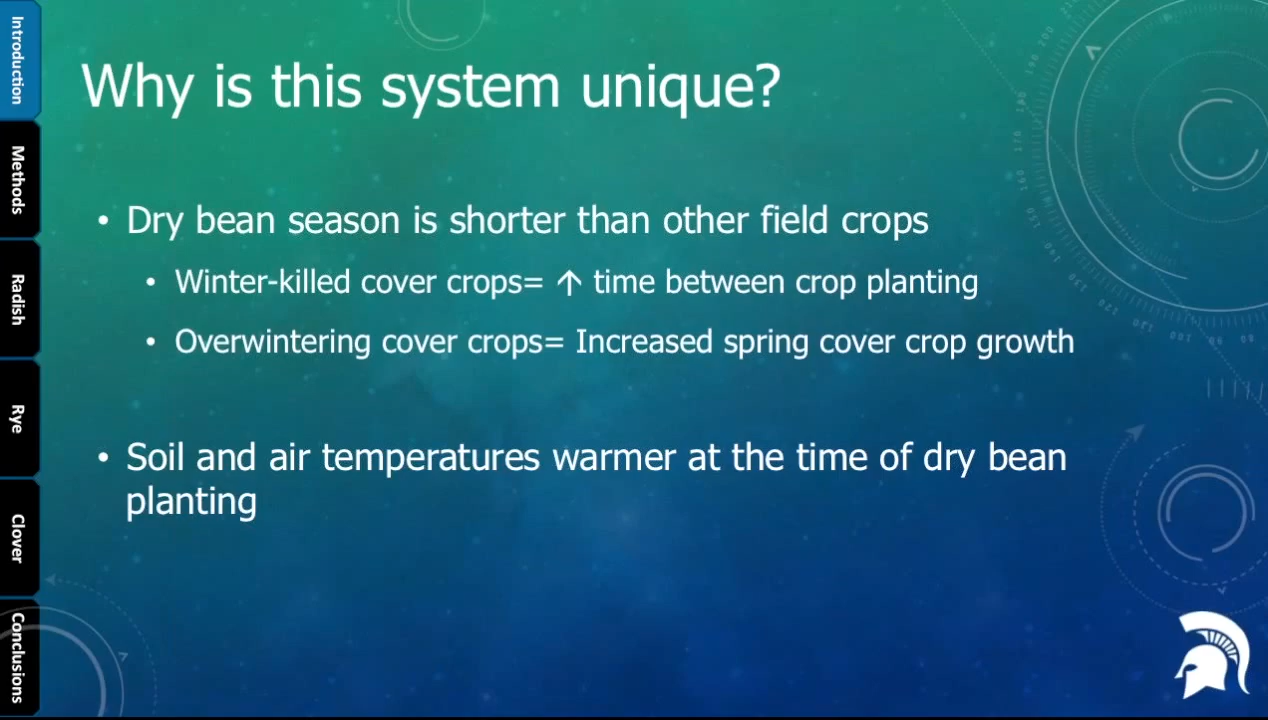 Introduction
Methods
Radish
Rye
Clover
Conclusions
Why is this system unique?
• Dry bean season is shorter than other field crops
• Winter-killed cover crops= ↑ time between crop planting
• Overwintering cover crops= Increased spring cover crop growth
• Soil and air temperatures warmer at the time of dry bean
planting